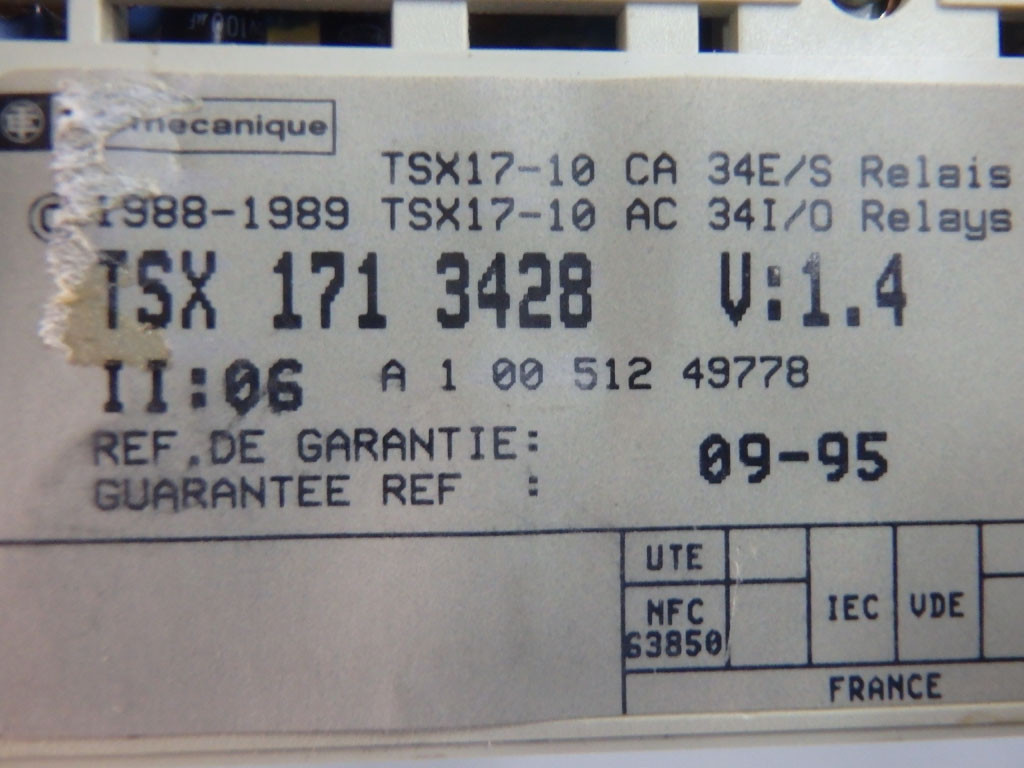 mecanique
TSX17-10 CA 34E/S Relais
© 1988-1989 TSX17-10 AC 34I/O Relays
TSX 171 3428 V:1.4
II:06 A 1 00 512 49778
REF.DE GARANTIE:
GUARANTEE REF :
09-95
UTE
NFC
63850
IEC
VDE
FRANCE